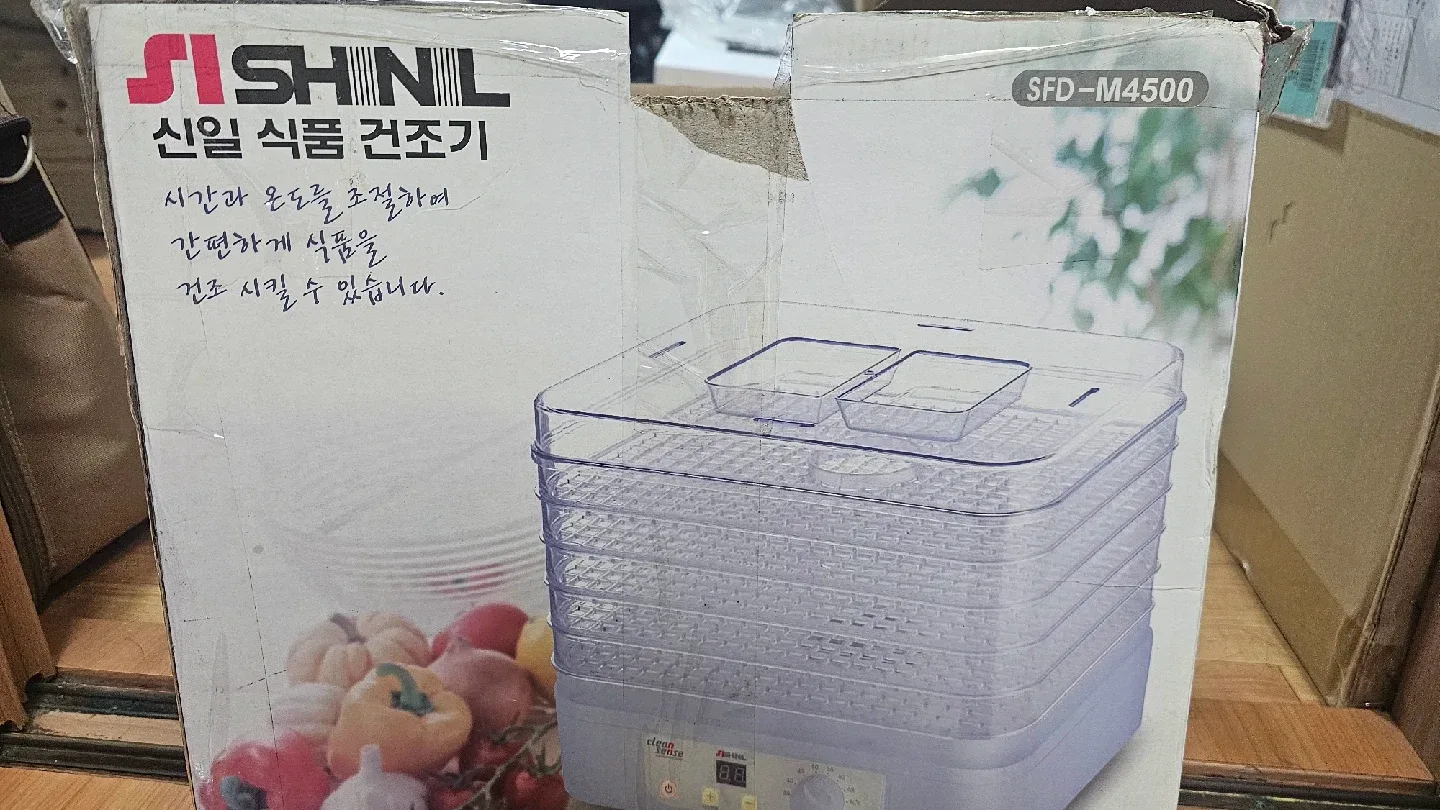 SI SHINIL
SFD-M4500
신일 식품 건조기
시간과 온도를 조절하여
간편하게 식품을
건조 시킬 수 있습니다.
clean
sense
SHINIL